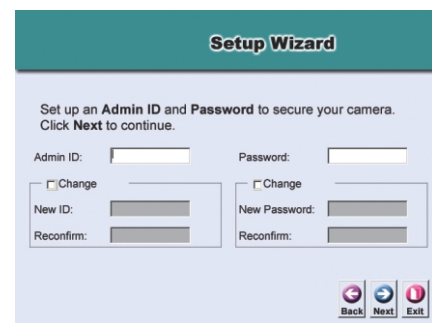 Setup Wizard
Set up an Admin ID and Password to secure your camera.
Click Next to continue.
Admin ID:
Password:
Change
Change
New ID:
New Password:
Reconfirm:
Reconfirm:
Back Next Exit